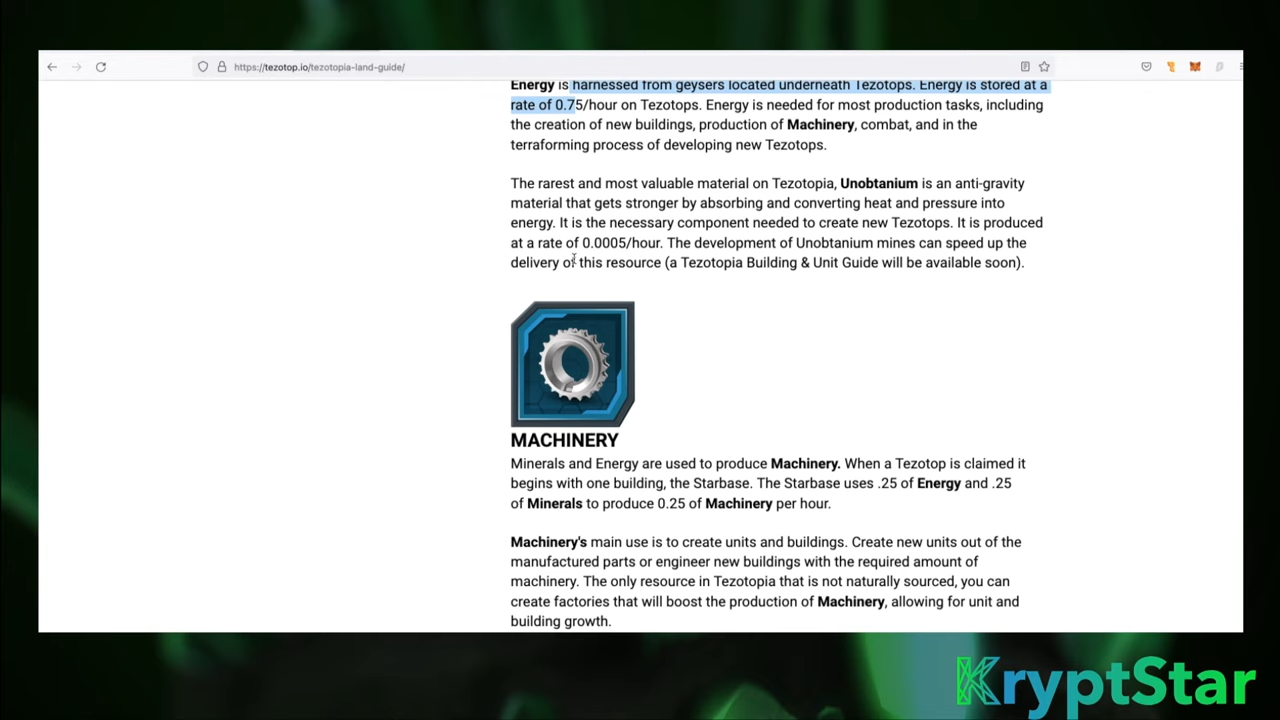 https://tezotop.io/tezotopia-land-guide/
Energy is harnessed from geysers located underneath Tezotops. Energy is stored at a
rate of 0.75/hour on Tezotops. Energy is needed for most production tasks, including
the creation of new buildings, production of Machinery, combat, and in the
terraforming process of developing new Tezotops.
The rarest and most valuable material on Tezotopia, Unobtanium is an anti-gravity
material that gets stronger by absorbing and converting heat and pressure into
energy. It is the necessary component needed to create new Tezotops. It is produced
at a rate of 0.0005/hour. The development of Unobtanium mines can speed up the
delivery of this resource (a Tezotopia Building & Unit Guide will be available soon).
MACHINERY
Minerals and Energy are used to produce Machinery. When a Tezotop is claimed it
begins with one building, the Starbase. The Starbase uses .25 of Energy and .25
of Minerals to produce 0.25 of Machinery per hour.
Machinery's main use is to create units and buildings. Create new units out of the
manufactured parts or engineer new buildings with the required amount of
machinery. The only resource in Tezotopia that is not naturally sourced, you can
create factories that will boost the production of Machinery, allowing for unit and
building growth.
KryptStar